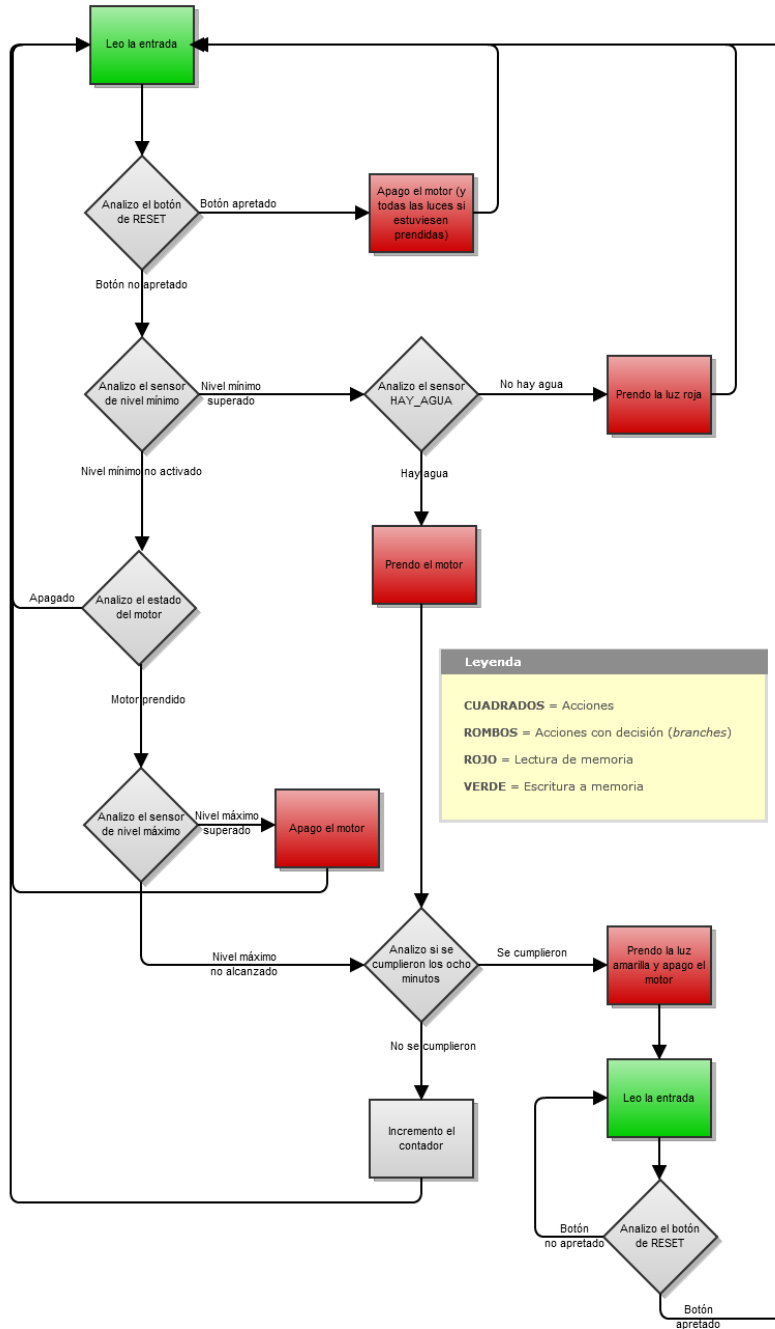 Leo la entrada
Analizo el botón
de RESET
Botón apretado
Apago el motor (y
todas las luces si
estuviesen
prendidas)
Botón no apretado
Analizo el sensor
de nivel mínimo
Nivel mínimo
superado
Analizo el sensor
HAY_AGUA
No hay agua
Prendo la luz roja
Nivel mínimo no activado
Hay agua
Prendo el motor
Apagado
Analizo el estado
del motor
Motor prendido
Leyenda
CUADRADOS = Acciones
ROMBOS = Acciones con decisión (branches)
ROJO = Lectura de memoria
VERDE = Escritura a memoria
Analizo el sensor
de nivel máximo
Nivel máximo
superado
Apago el motor
Nivel máximo
no alcanzado
Analizo si se
cumplieron los ocho
minutos
Se cumplieron
Prendo la luz
amarilla y apago el
motor
No se cumplieron
Leo la entrada
Incremento el
contador
Botón
no apretado
Analizo el botón
de RESET
Botón
apretado